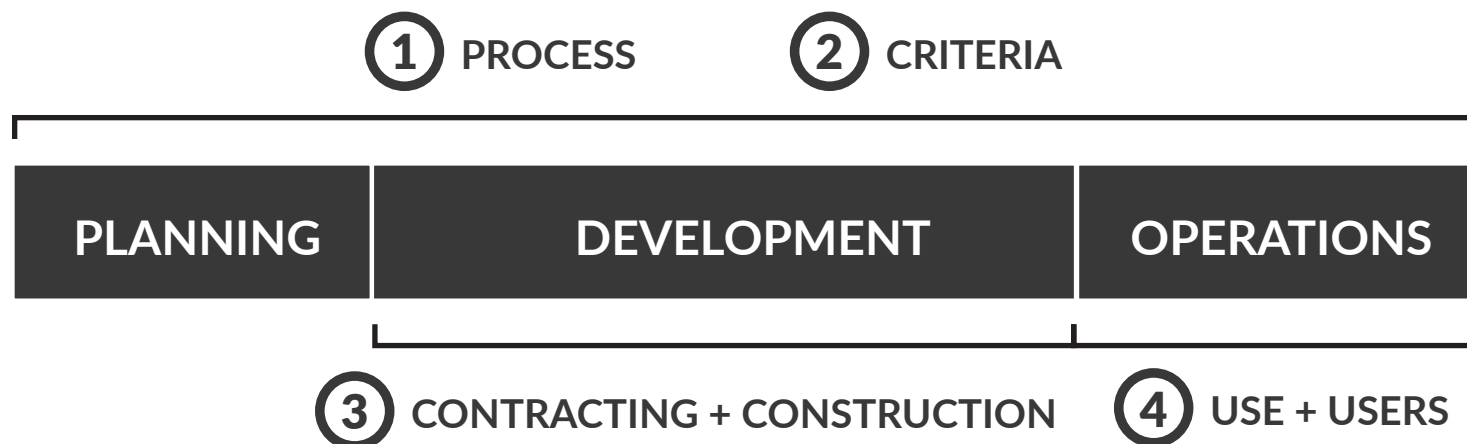 1 PROCESS 2 CRITERIA
PLANNING DEVELOPMENT OPERATIONS
3 CONTRACTING + CONSTRUCTION 4 USE + USERS